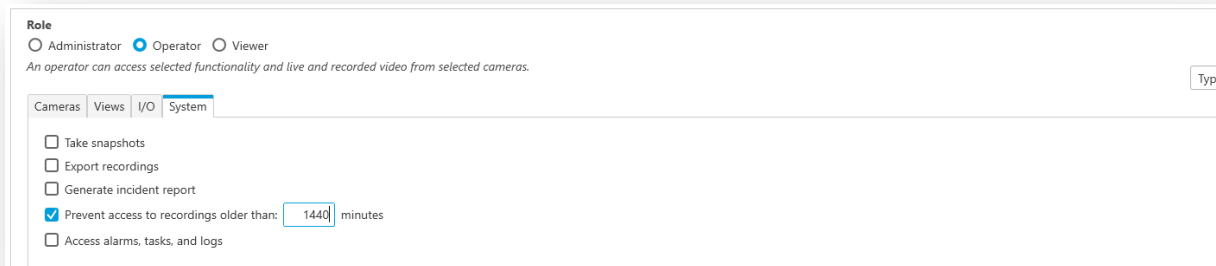 Role
Administrator Operator Viewer
An operator can access selected functionality and live and recorded video from selected cameras.
Typ
Cameras Views I/O System
Take snapshots
Export recordings
Generate incident report
Prevent access to recordings older than: 1440 minutes
Access alarms, tasks, and logs